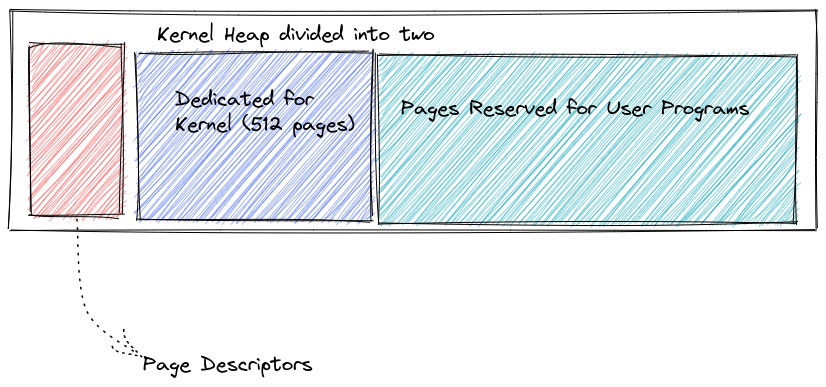 Kernel Heap divided into two
Dedicated for
Kernel (512 pages)
Pages Reserved for User Programs
Page Descriptors